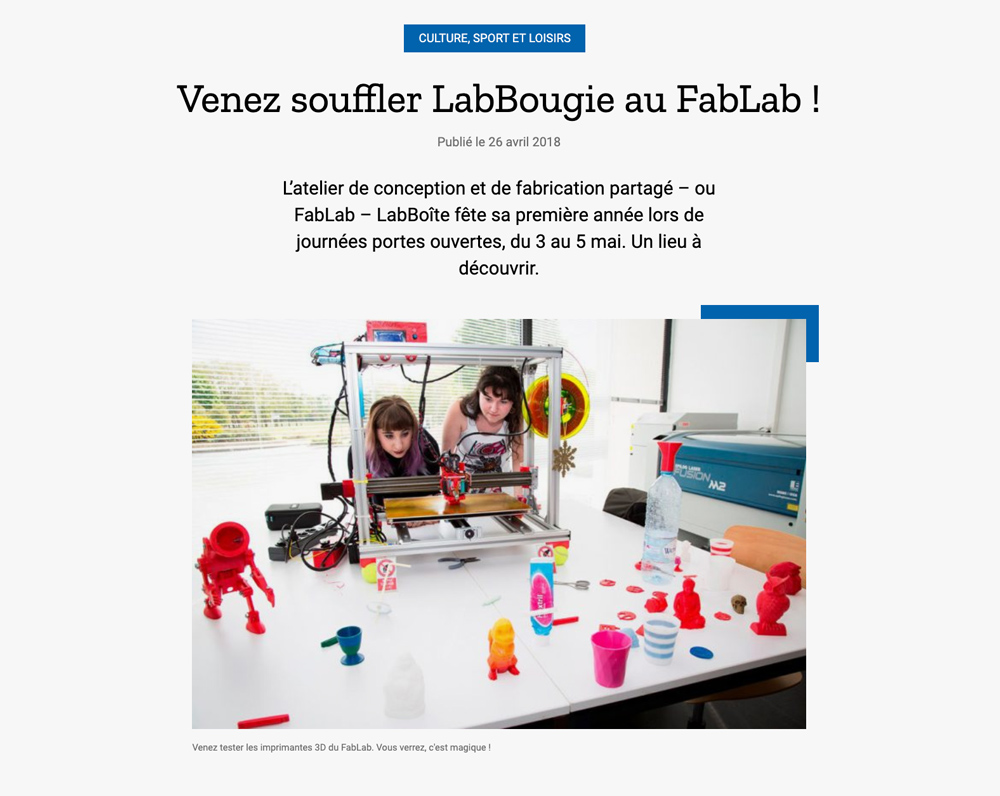 CULTURE, SPORT ET LOISIRS
Venez souffler LabBougie au FabLab !
Publié le 26 avril 2018
L’atelier de conception et de fabrication partagé – ou
FabLab – LabBoîte fête sa première année lors de
journées portes ouvertes, du 3 au 5 mai. Un lieu à
découvrir.
FUSION
M2
Venez tester les imprimantes 3D du FabLab. Vous verrez, c’est magique !